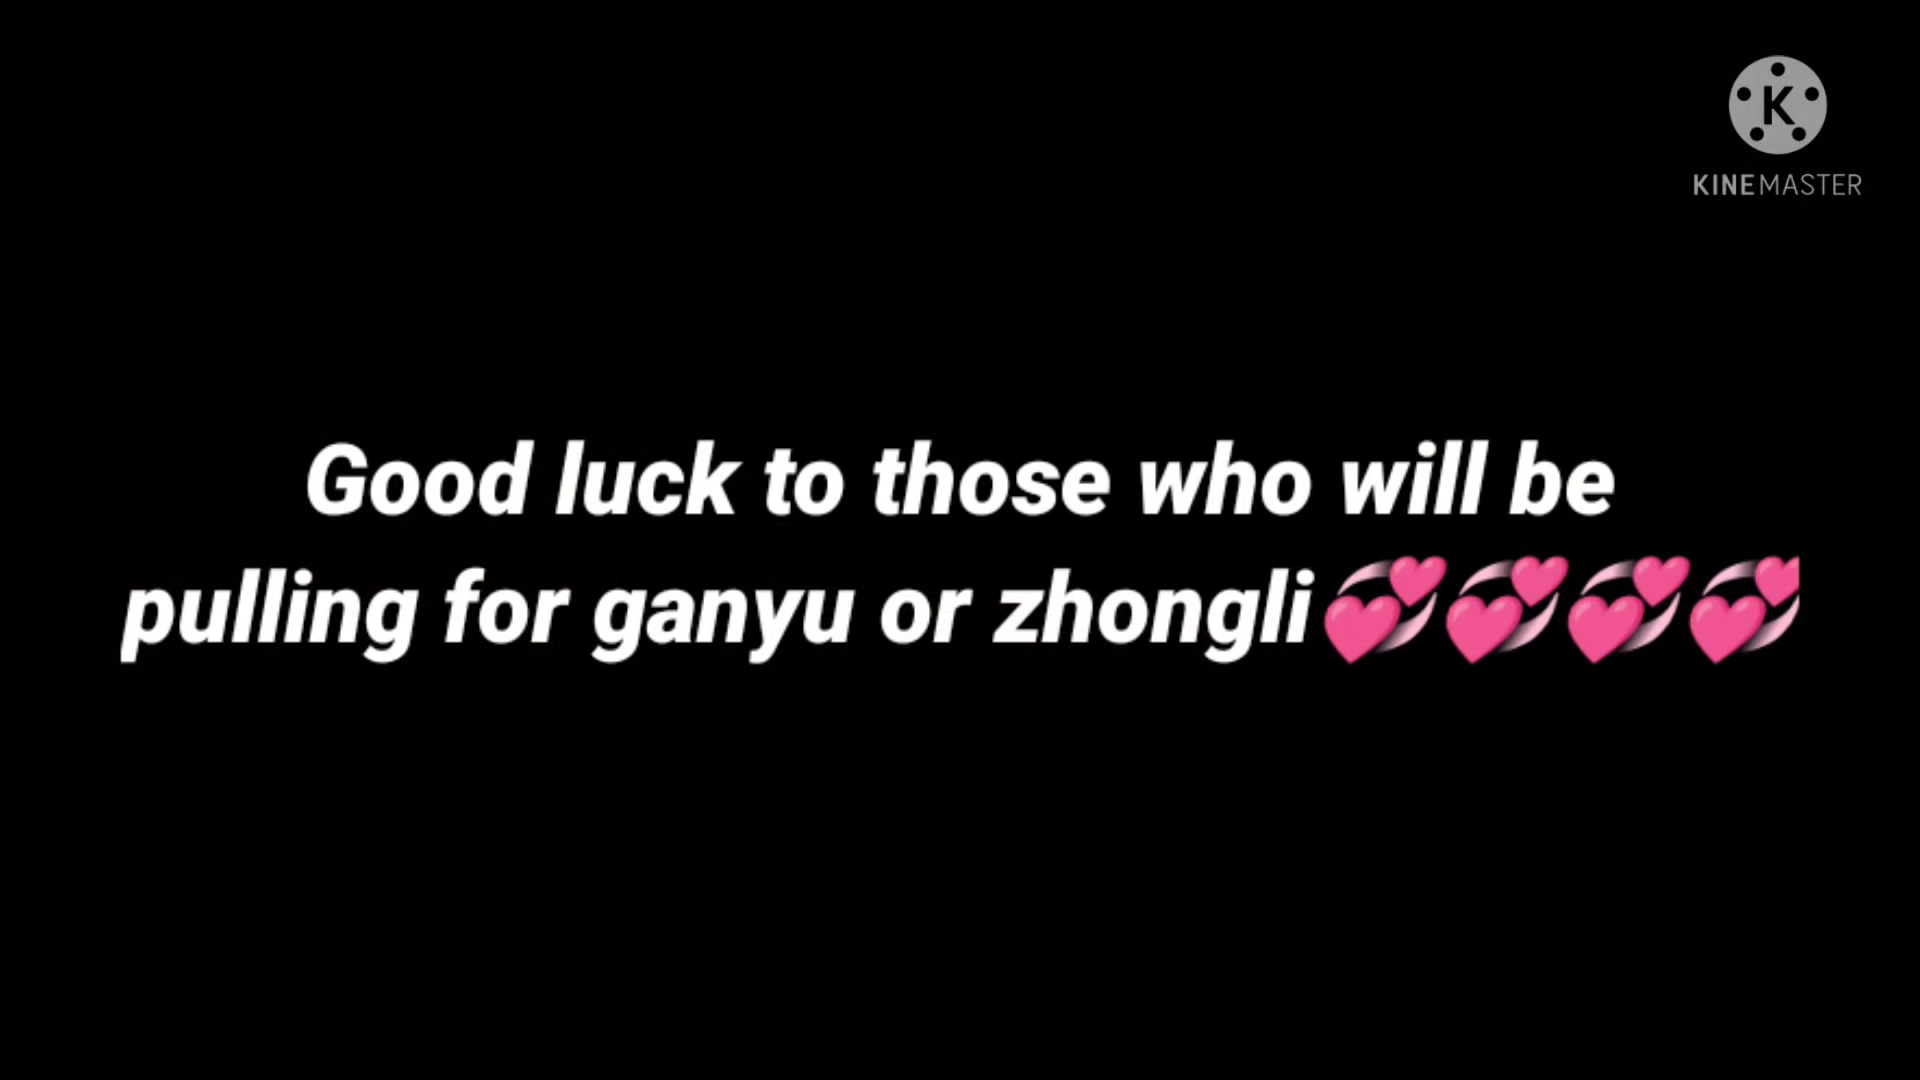 K
KINEMASTER
Good luck to those who will be
pulling for ganyu or zhongli💞💞💞💞